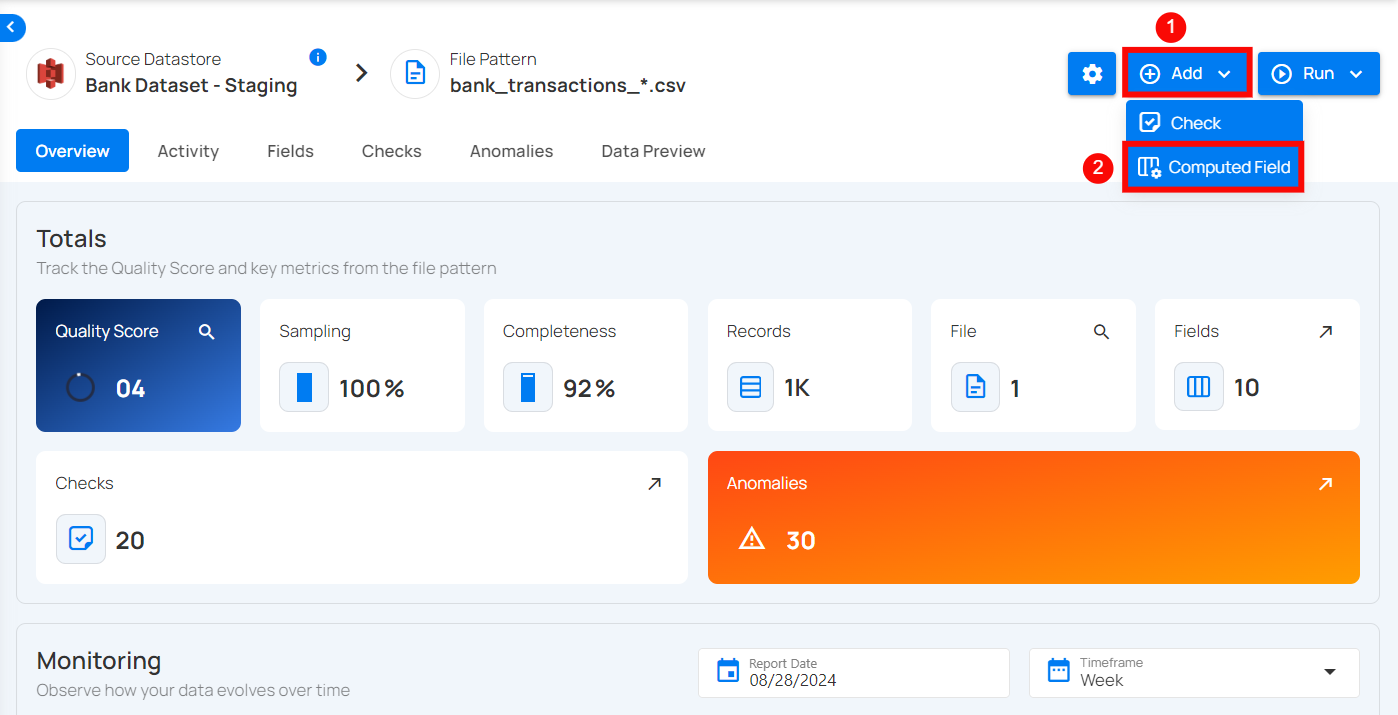 1
Source Datastore
Bank Dataset - Staging
File Pattern
bank_transactions_*.csv
Add
Run
Check
2
Computed Field
Overview
Activity
Fields
Checks
Anomalies
Data Preview
Totals
Track the Quality Score and key metrics from the file pattern
Quality Score
04
Sampling
100%
Completeness
92%
Records
1K
File
1
Fields
10
Checks
20
Anomalies
30
Monitoring
Observe how your data evolves over time
Report Date
08/28/2024
Timeframe
Week